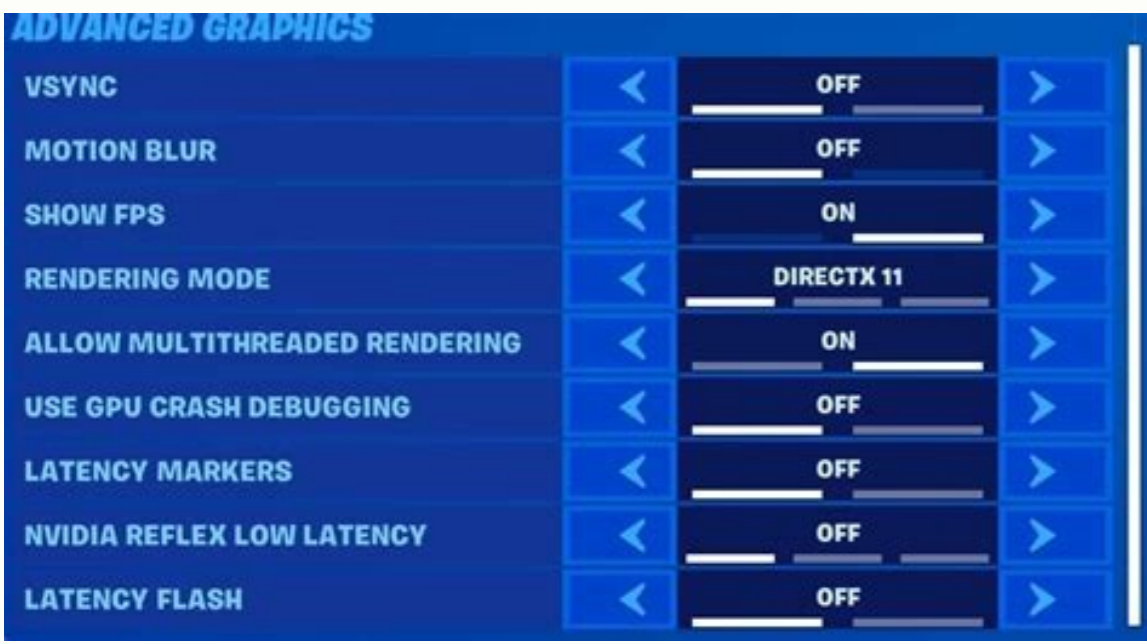 ADVANCED GRAPHICS
VSYNC OFF
MOTION BLUR OFF
SHOW FPS ON
RENDERING MODE DIRECTX 11
ALLOW MULTITHREADED RENDERING ON
USE GPU CRASH DEBUGGING OFF
LATENCY MARKERS OFF
NVIDIA REFLEX LOW LATENCY OFF
LATENCY FLASH OFF